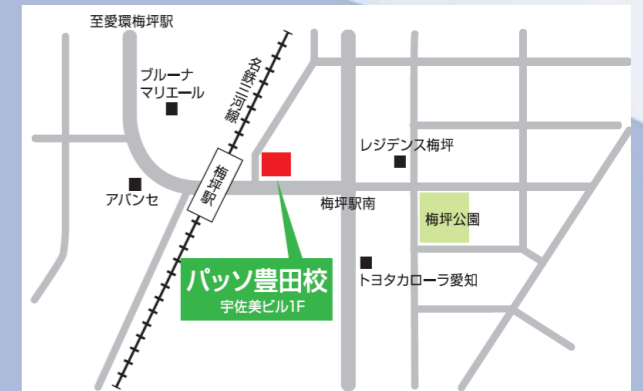 至愛環梅坪駅
ブルーナ
マリエール
名鉄三河線
レジデンス梅坪
アバンセ
梅坪駅
梅坪駅南
梅坪公園
パッソ豊田校
宇佐美ビル1F
トヨタカローラ愛知